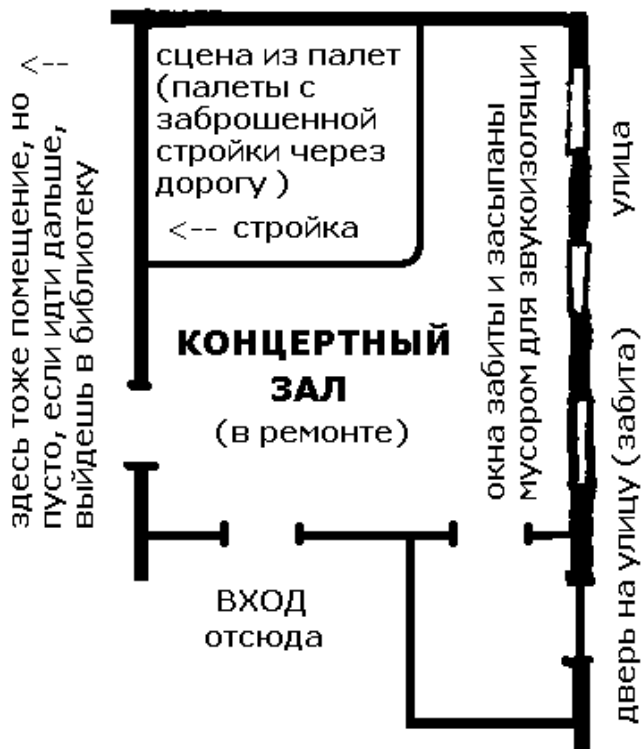 сцена из палет
(палеты с
заброшенной
стройки через
дорогу )
<-- стройка
КОНЦЕРТНЫЙ
ЗАЛ
(в ремонте)
ВХОД
отсюда
<--
здесь тоже помещение, но
пусто, если идти дальше,
выйдешь в библиотеку
окна забиты и засыпаны
мусором для звукоизоляции
улица
дверь на улицу (забита)